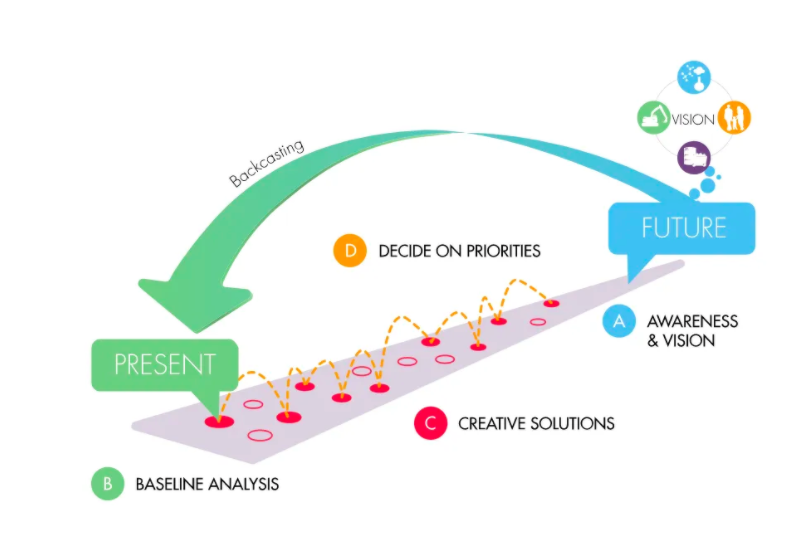 VISION
Backcasting
FUTURE
D DECIDE ON PRIORITIES
A AWARENESS
& VISION
PRESENT
C CREATIVE SOLUTIONS
B BASELINE ANALYSIS